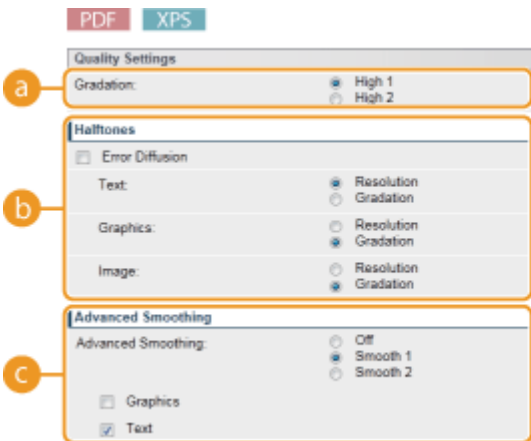 PDF XPS
Quality Settings
a
Gradation: High 1
High 2
b
Halftones
Error Diffusion
Text: Resolution
Gradation
Graphics: Resolution
Gradation
Image: Resolution
Gradation
c
Advanced Smoothing
Advanced Smoothing: Off
Smooth 1
Smooth 2
Graphics
Text